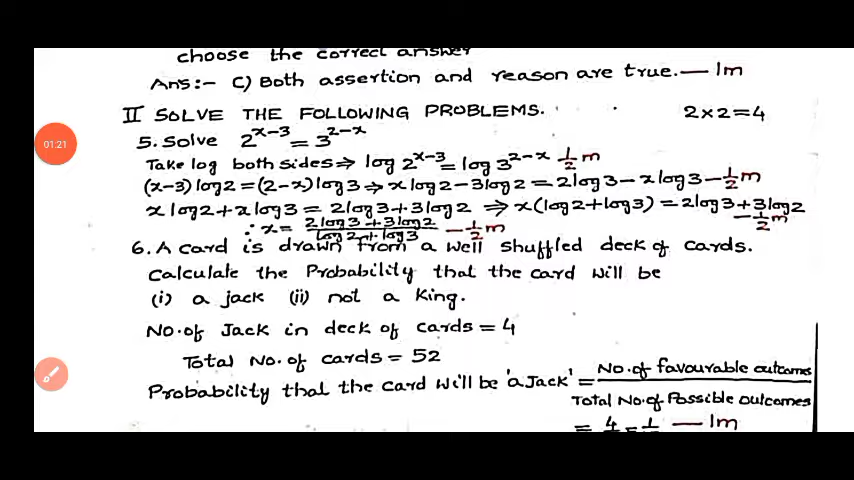 choose the correct answer
Ans:- C) Both assertion and reason are true. — 1m
II SOLVE THE FOLLOWING PROBLEMS. 2×2=4
5. Solve 2^(x-3) = 3^(2-x)
01:21
Take log both sides ⇒ log 2^(x-3) = log 3^(2-x) 1/2 m
(x-3) log2 = (2-x) log3 ⇒ x log2 - 3log2 = 2log3 - x log3 - 1/2 m
x log2 + x log3 = 2log3 + 3log2 ⇒ x(log2 + log3) = 2log3 + 3log2 - 1/2 m
∴ x = (2log3 + 3log2)/(log2 + log3) - 1/2 m
6. A card is drawn from a well shuffled deck of cards.
Calculate the Probability that the card will be
(i) a jack (ii) not a King.
No. of Jack in deck of cards = 4
Total No. of cards = 52
Probability that the card will be 'a Jack' = No. of favourable outcomes
Total No. of Possible outcomes
= 4 = 1 — 1m